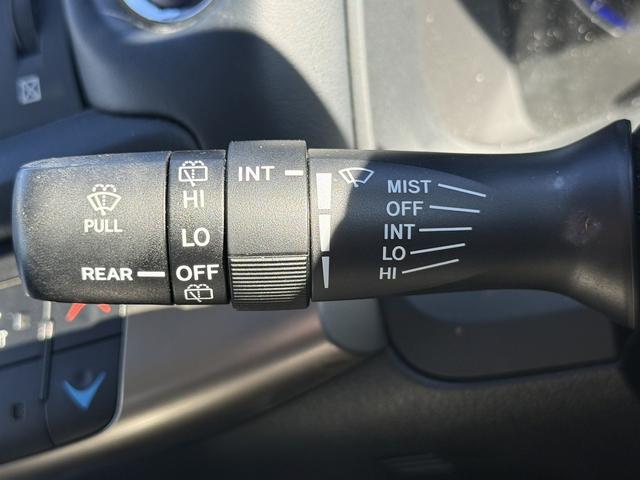 PULL
REAR
HI
LO
OFF
INT
MIST
OFF
INT
LO
HI